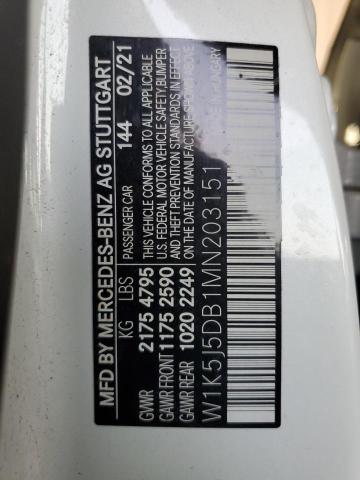 MFD BY MERCEDES-BENZ AG STUTTGART
KG LBS PASSENGER CAR 144 02/21
GVWR 2175 4795 THIS VEHICLE CONFORMS TO ALL APPLICABLE
GAWR FRONT 1175 2590 U.S. FEDERAL MOTOR VEHICLE SAFETY, BUMPER
GAWR REAR 1020 2249 AND THEFT PREVENTION STANDARDS IN EFFECT
ON THE DATE OF MANUFACTURE SHOWN ABOVE
W1K5J5DB1MN203151
HUNGARY